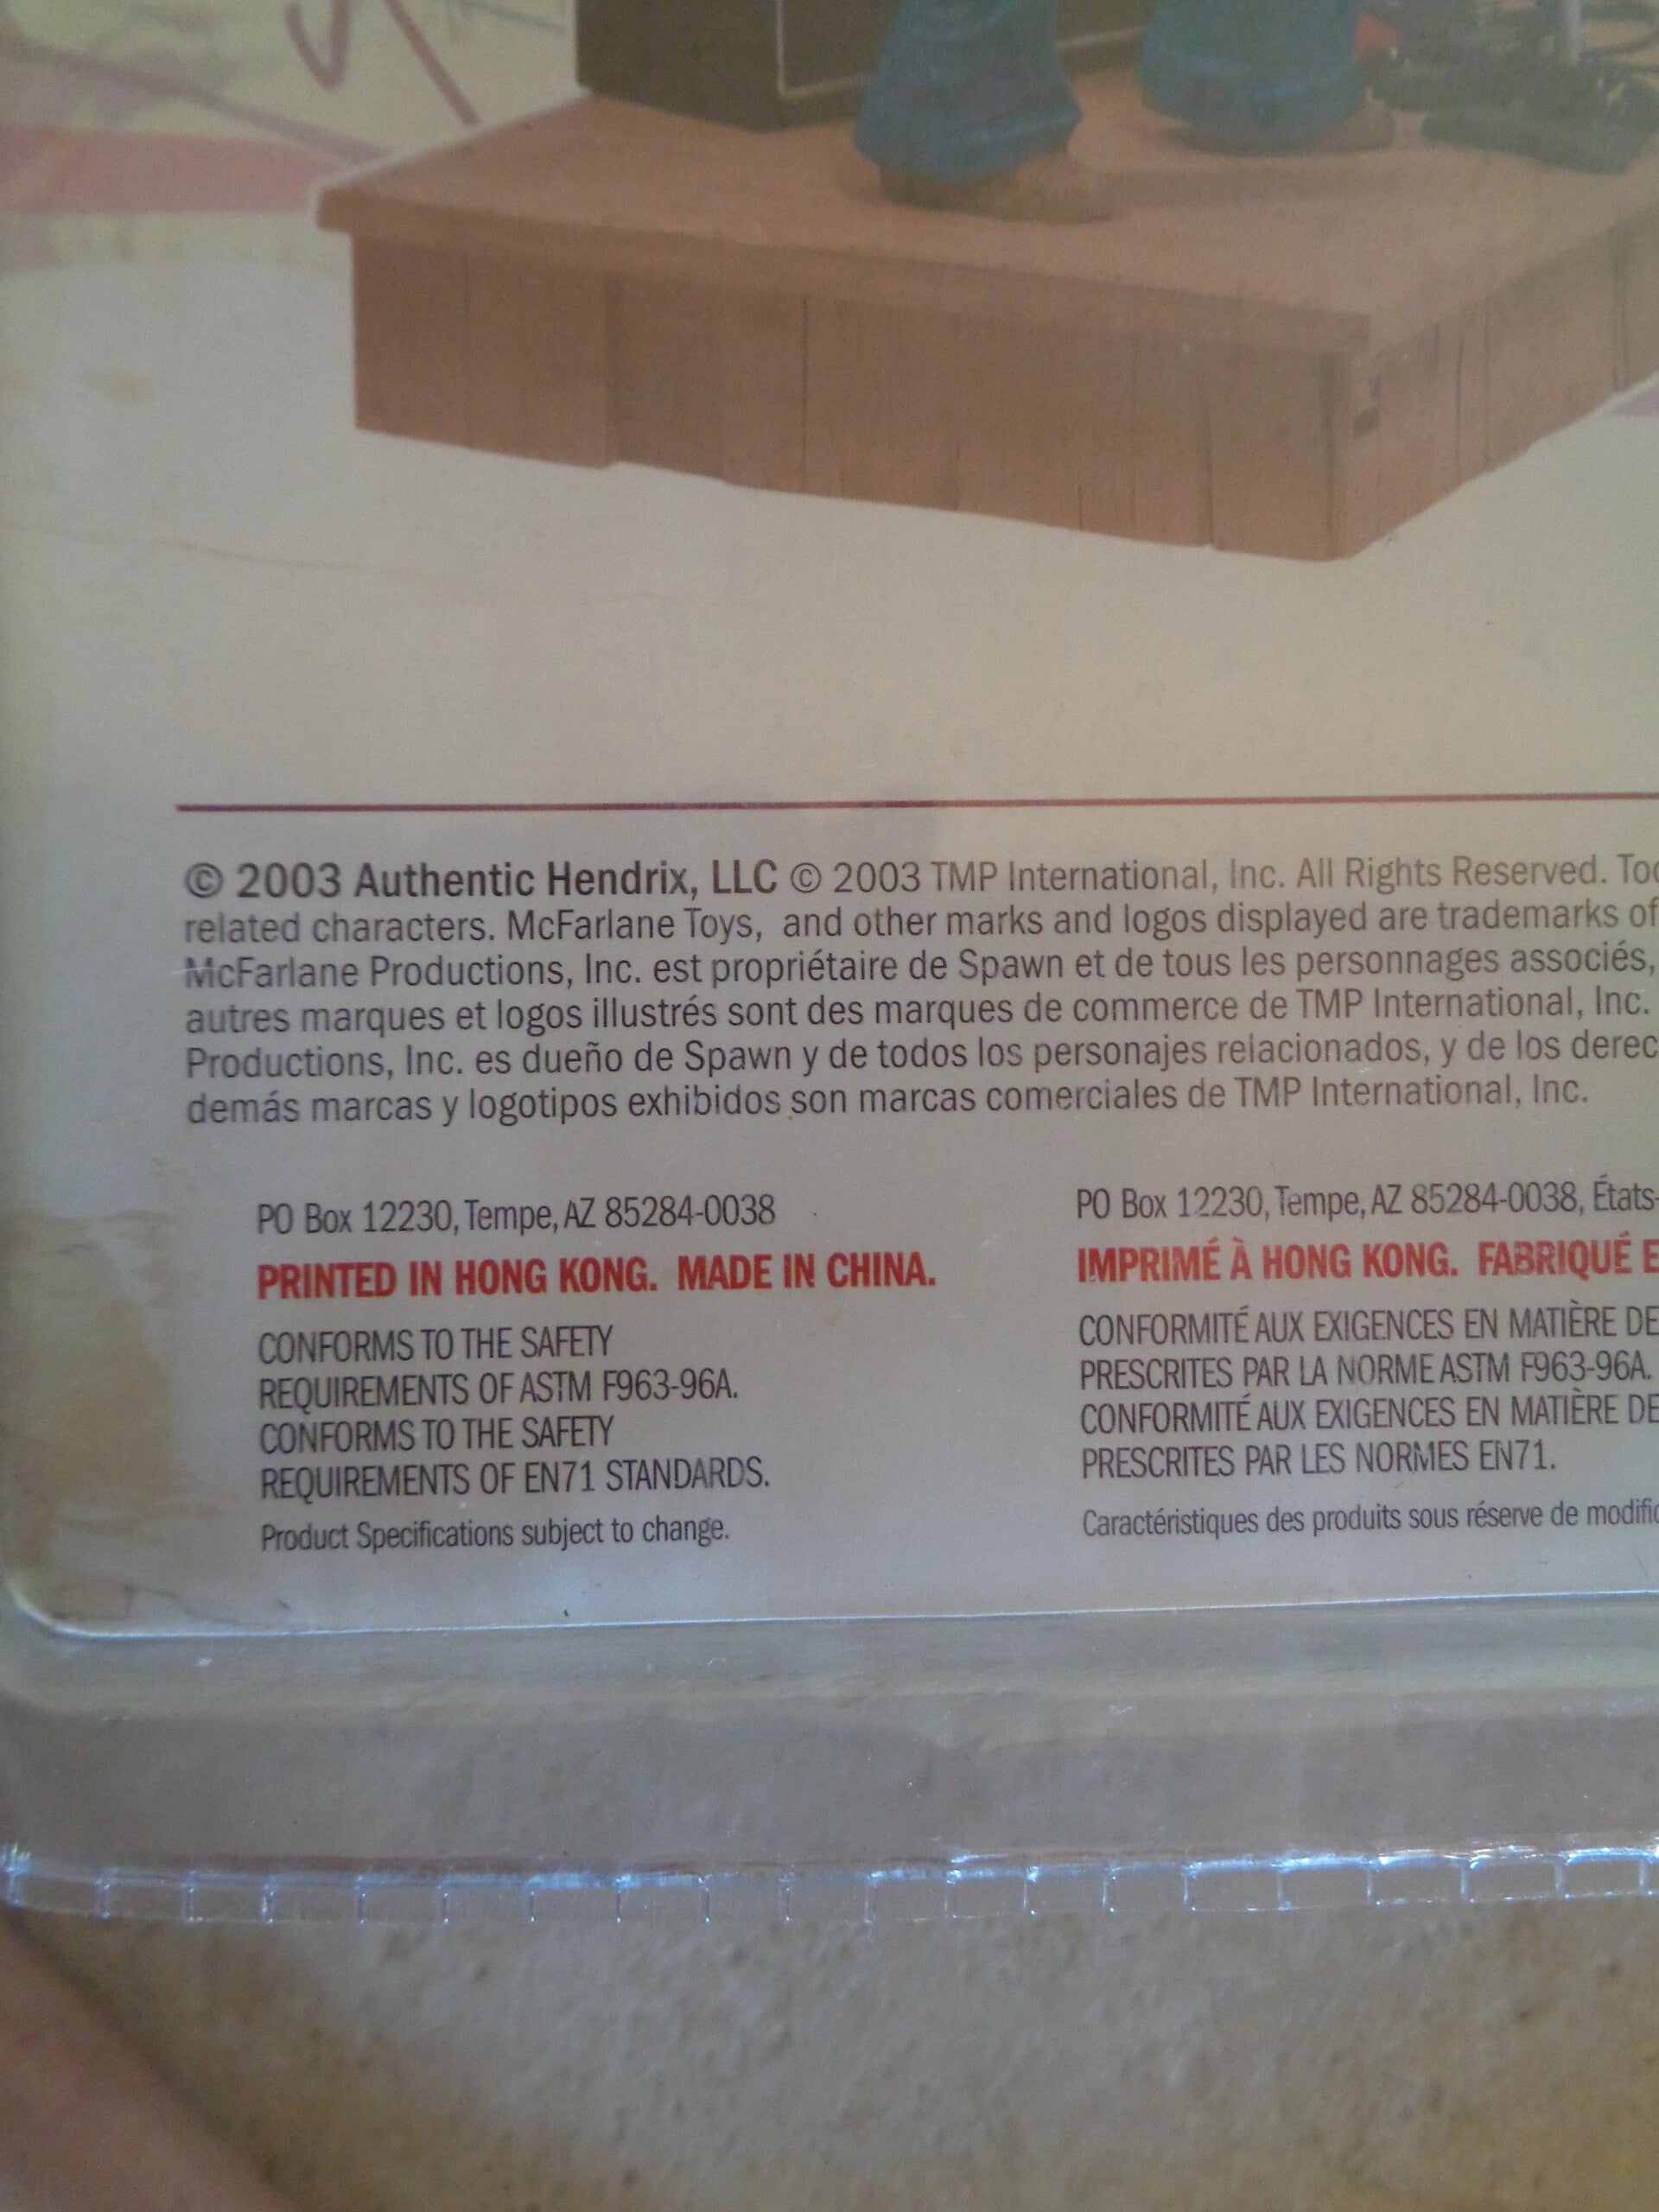 © 2003 Authentic Hendrix, LLC © 2003 TMP International, Inc. All Rights Reserved.
related characters. McFarlane Toys, and other marks and logos displayed are trademarks of
McFarlane Productions, Inc. est propriétaire de Spawn et de tous les personnages associés,
autres marques et logos illustrés sont des marques de commerce de TMP International, Inc.
Productions, Inc. es dueño de Spawn y de todos los personajes relacionados, y de los derec
demás marcas y logotipos exhibidos son marcas comerciales de TMP International, Inc.
PO Box 12230, Tempe, AZ 85284-0038
PRINTED IN HONG KONG. MADE IN CHINA.
CONFORMS TO THE SAFETY
REQUIREMENTS OF ASTM F963-96A.
CONFORMS TO THE SAFETY
REQUIREMENTS OF EN71 STANDARDS.
Product Specifications subject to change.
PO Box 12230, Tempe, AZ 85284-0038, États-
IMPRIMÉ À HONG KONG. FABRIQUÉ E
CONFORMITÉ AUX EXIGENCES EN MATIÈRE DE
PRESCRITES PAR LA NORME ASTM F963-96A.
CONFORMITÉ AUX EXIGENCES EN MATIÈRE DE
PRESCRITES PAR LES NORMES EN71.
Caractéristiques des produits sous réserve de modific